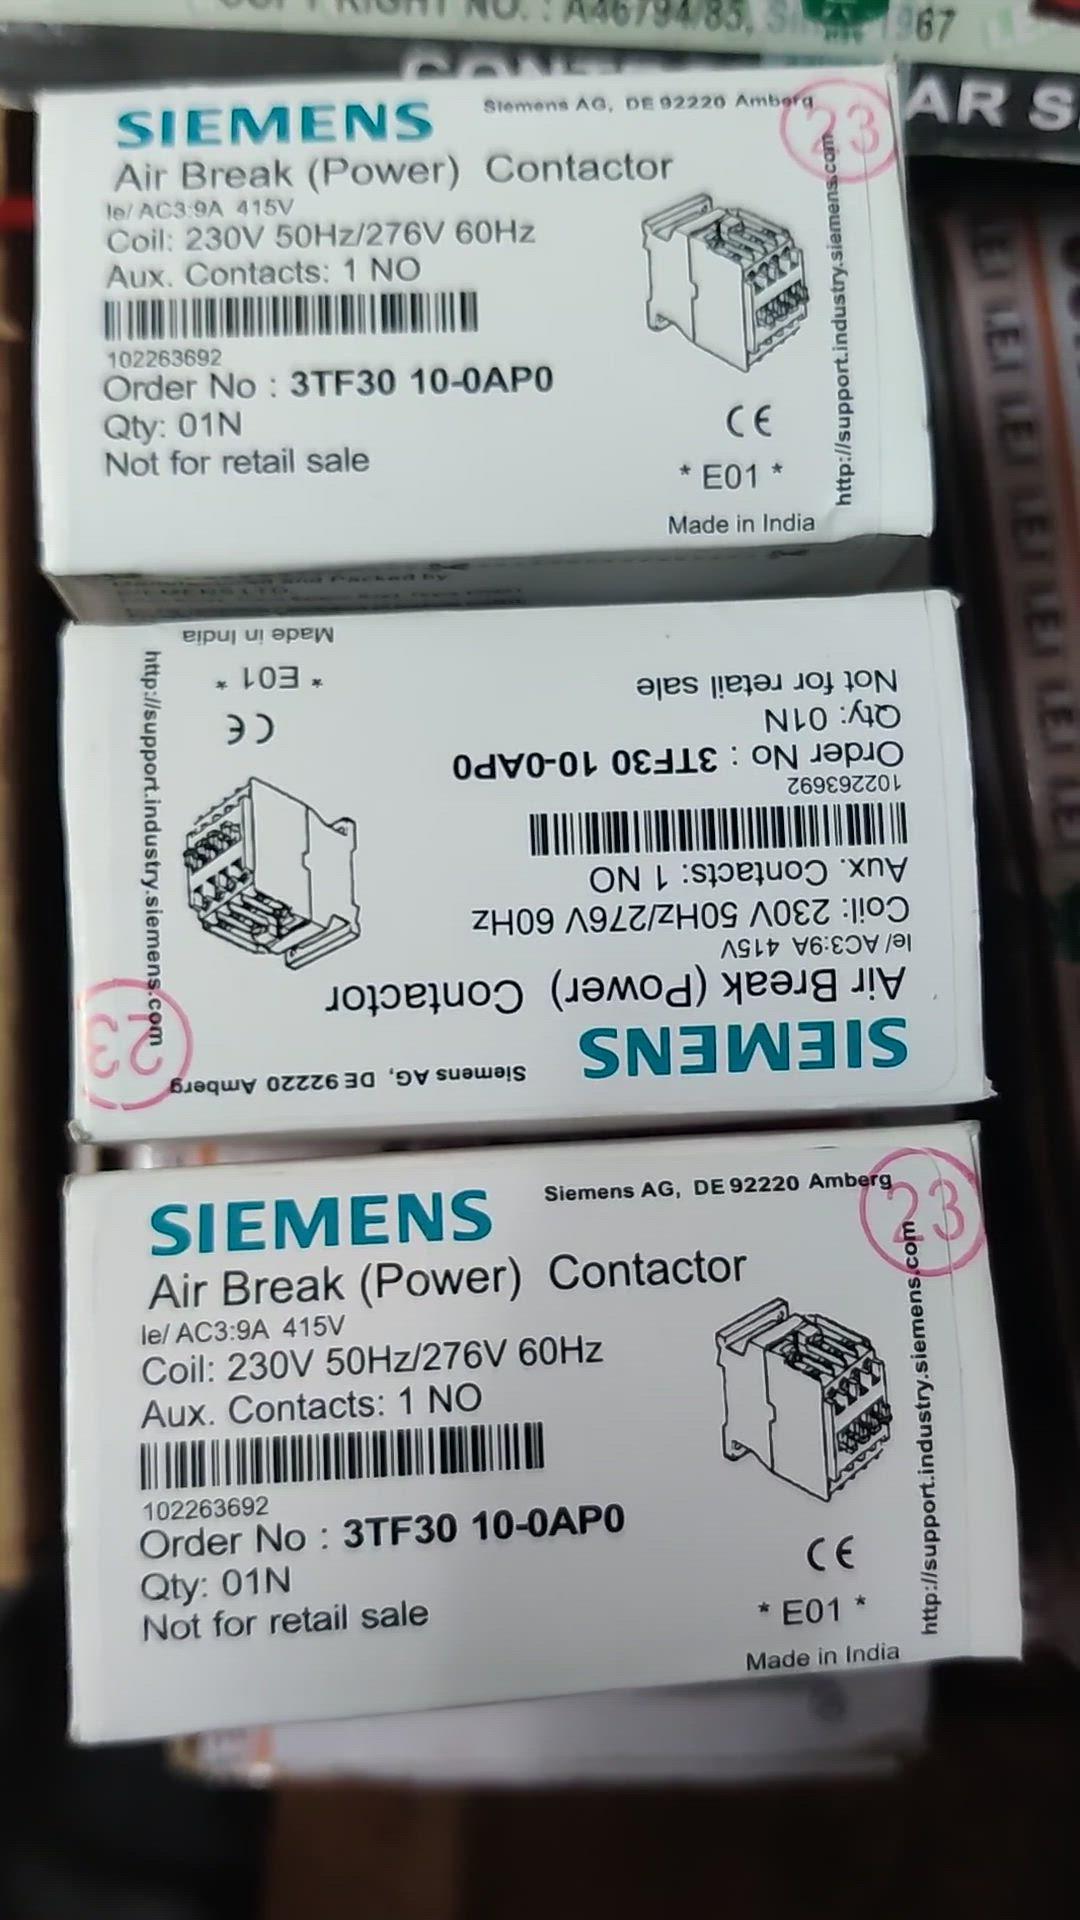 RIGHT NO. : A46794/85,
1967
AR S
SIEMENS
Siemens AG, DE 92220 Amberg
23
Air Break (Power) Contactor
Ie/ AC3:9A 415V
Coil: 230V 50Hz/276V 60Hz
Aux. Contacts: 1 NO
102263692
Order No : 3TF30 10-0AP0
Qty: 01N
Not for retail sale
CE
* E01 *
Made in India
http://support.industry.siemens.com
SIEMENS
Siemens AG, DE 92220 Amberg
23
Air Break (Power) Contactor
Ie/ AC3:9A 415V
Coil: 230V 50Hz/276V 60Hz
Aux. Contacts: 1 NO
102263692
Order No : 3TF30 10-0AP0
Qty: 01N
Not for retail sale
CE
* E01 *
Made in India
http://support.industry.siemens.com
SIEMENS
Siemens AG, DE 92220 Amberg
23
Air Break (Power) Contactor
Ie/ AC3:9A 415V
Coil: 230V 50Hz/276V 60Hz
Aux. Contacts: 1 NO
102263692
Order No : 3TF30 10-0AP0
Qty: 01N
Not for retail sale
CE
* E01 *
Made in India
http://support.industry.siemens.com